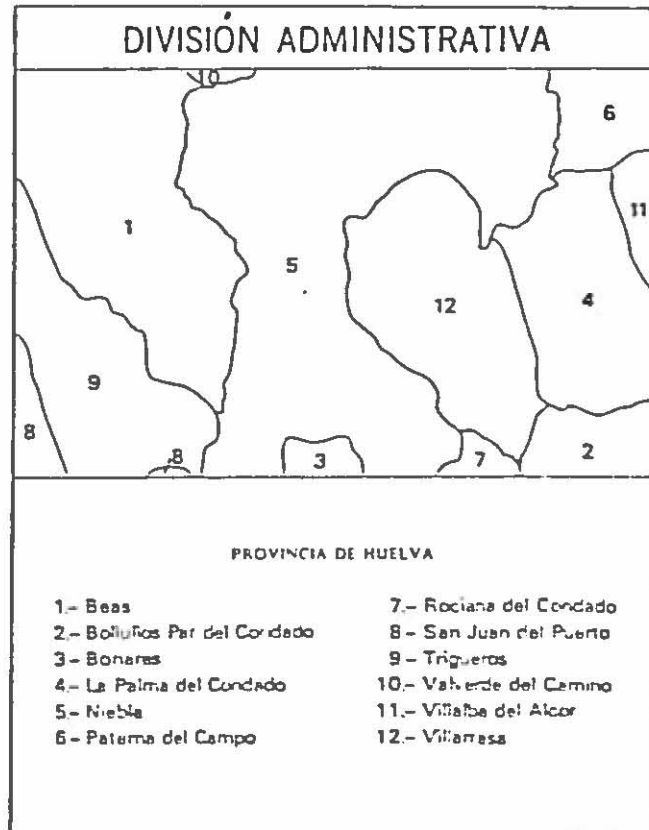 DIVISIÓN ADMINISTRATIVA
10
6
1
11
5
12
4
9
8
8
3
7
2
PROVINCIA DE HUELVA
1.- Beas
2.- Bolluños Par del Condado
3.- Bonares
4.- La Palma del Condado
5.- Niebla
6.- Paterna del Campo
7.- Rociana del Condado
8.- San Juan del Puerto
9.- Trigueros
10.- Valverde del Camino
11.- Villalba del Alcor
12.- Villarrasa